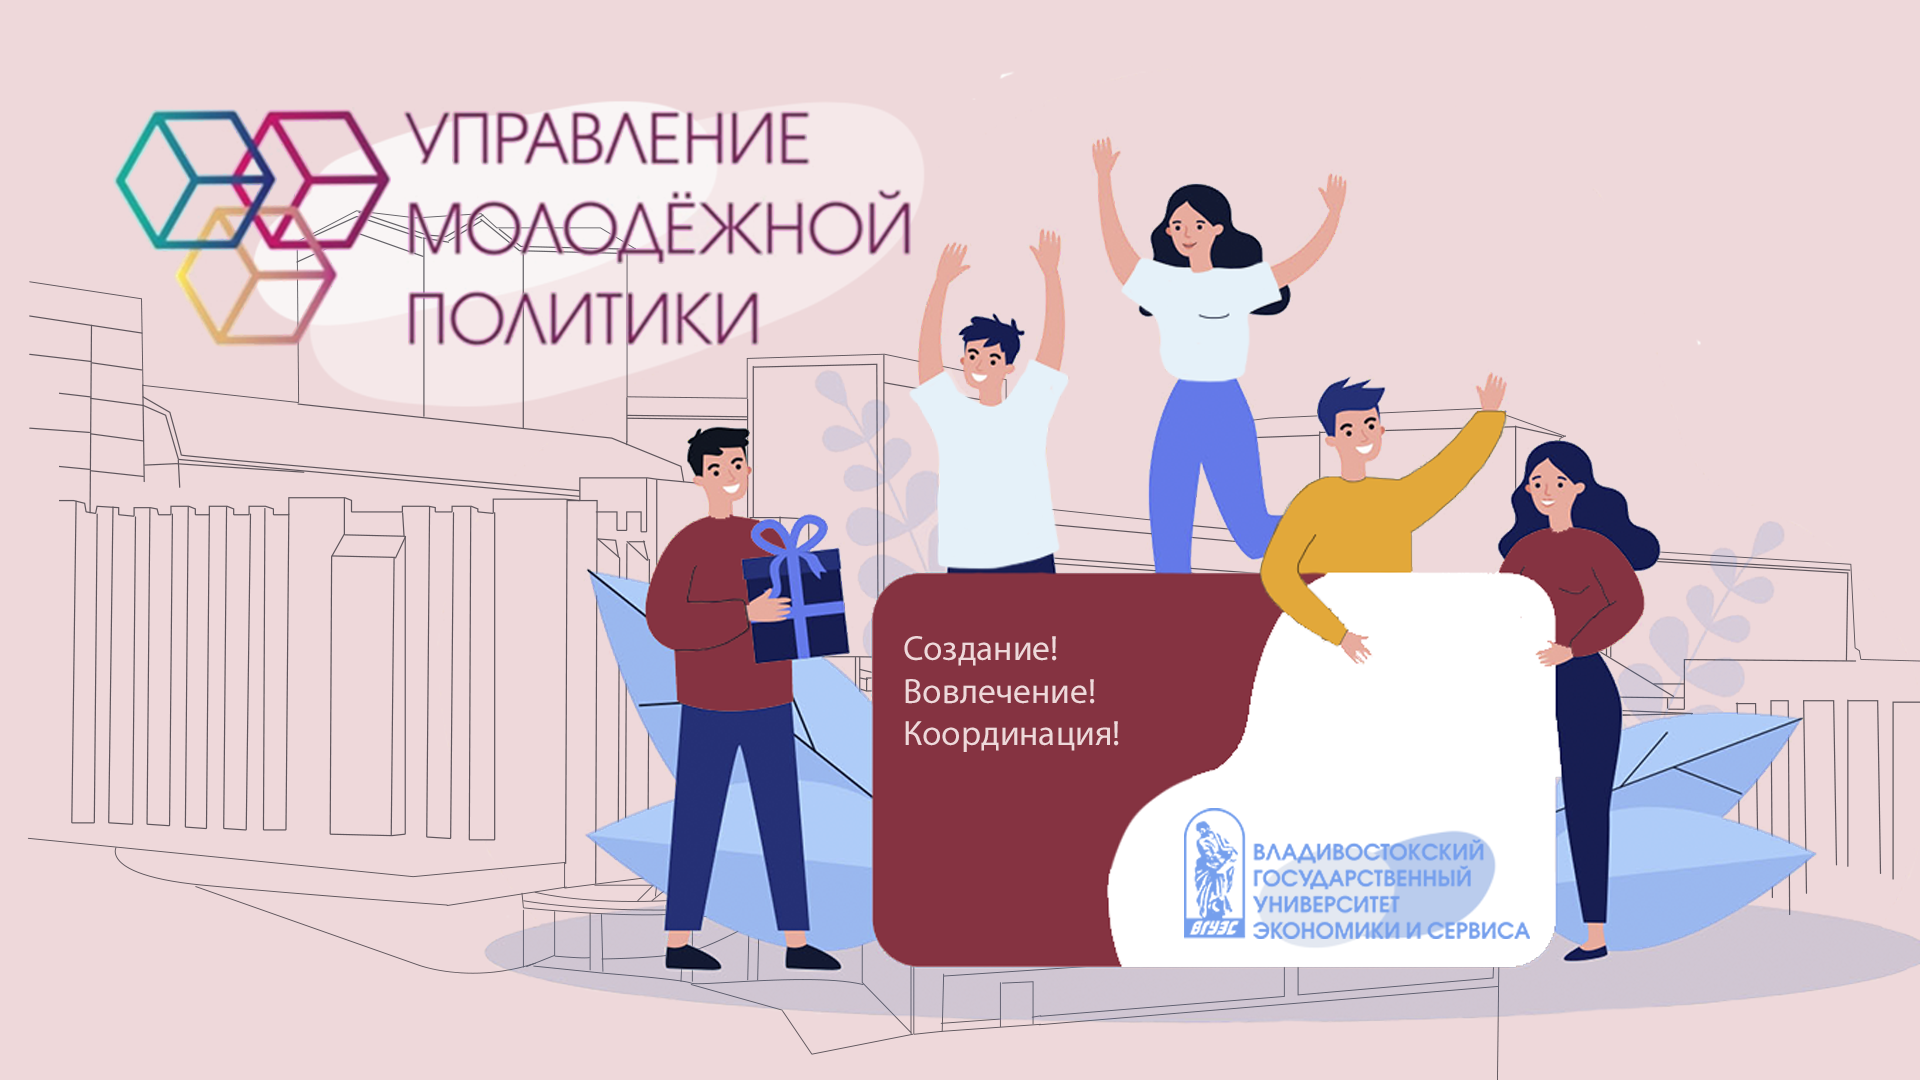 УПРАВЛЕНИЕ
МОЛОДЁЖНОЙ
ПОЛИТИКИ
Создание!
Вовлечение!
Координация!
ВЛАДИВОСТОКСКИЙ
ГОСУДАРСТВЕННЫЙ
УНИВЕРСИТЕТ
ЭКОНОМИКИ И СЕРВИСА
ВГУЭС